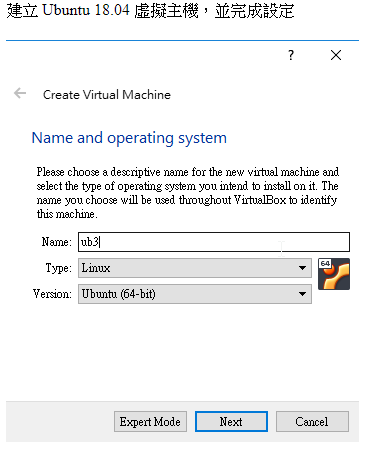 建立 Ubuntu 18.04 虛擬主機，並完成設定
?
Create Virtual Machine
Name and operating system
Please choose a descriptive name for the new virtual machine and
select the type of operating system you intend to install on it. The
name you choose will be used throughout VirtualBox to identify
this machine.
Name: ub3
Type: Linux
64
Version: Ubuntu (64-bit)
Expert Mode Next Cancel